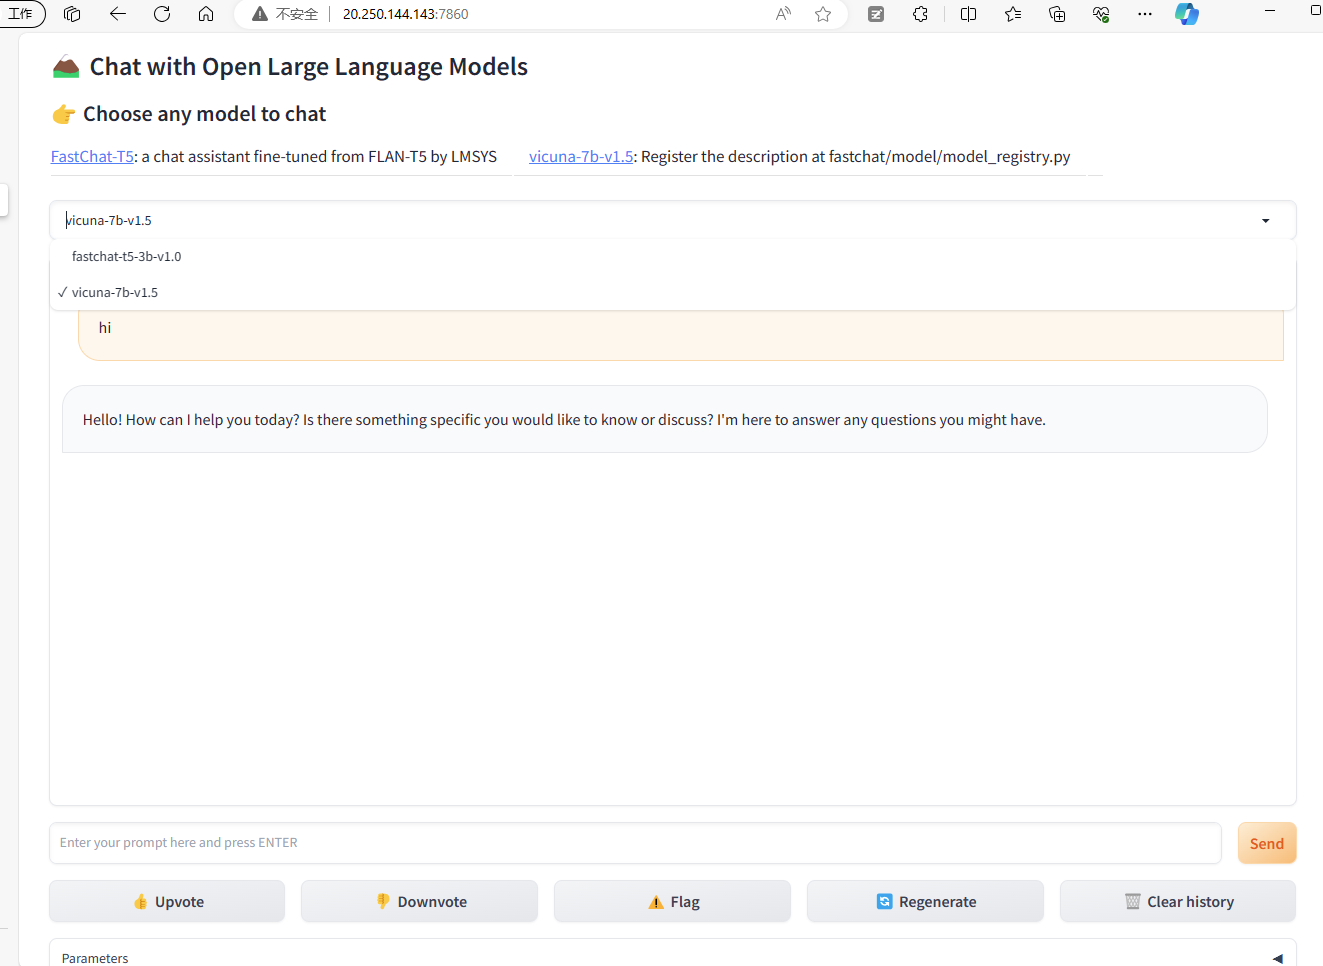 工作
不安全
20.250.144.143:7860
Chat with Open Large Language Models
Choose any model to chat
FastChat-T5: a chat assistant fine-tuned from FLAN-T5 by LMSYS
vicuna-7b-v1.5: Register the description at fastchat/model/model_registry.py
vicuna-7b-v1.5
fastchat-t5-3b-v1.0
✓ vicuna-7b-v1.5
hi
Hello! How can I help you today? Is there something specific you would like to know or discuss? I'm here to answer any questions you might have.
Enter your prompt here and press ENTER
Send
Upvote
Downvote
Flag
Regenerate
Clear history
Parameters